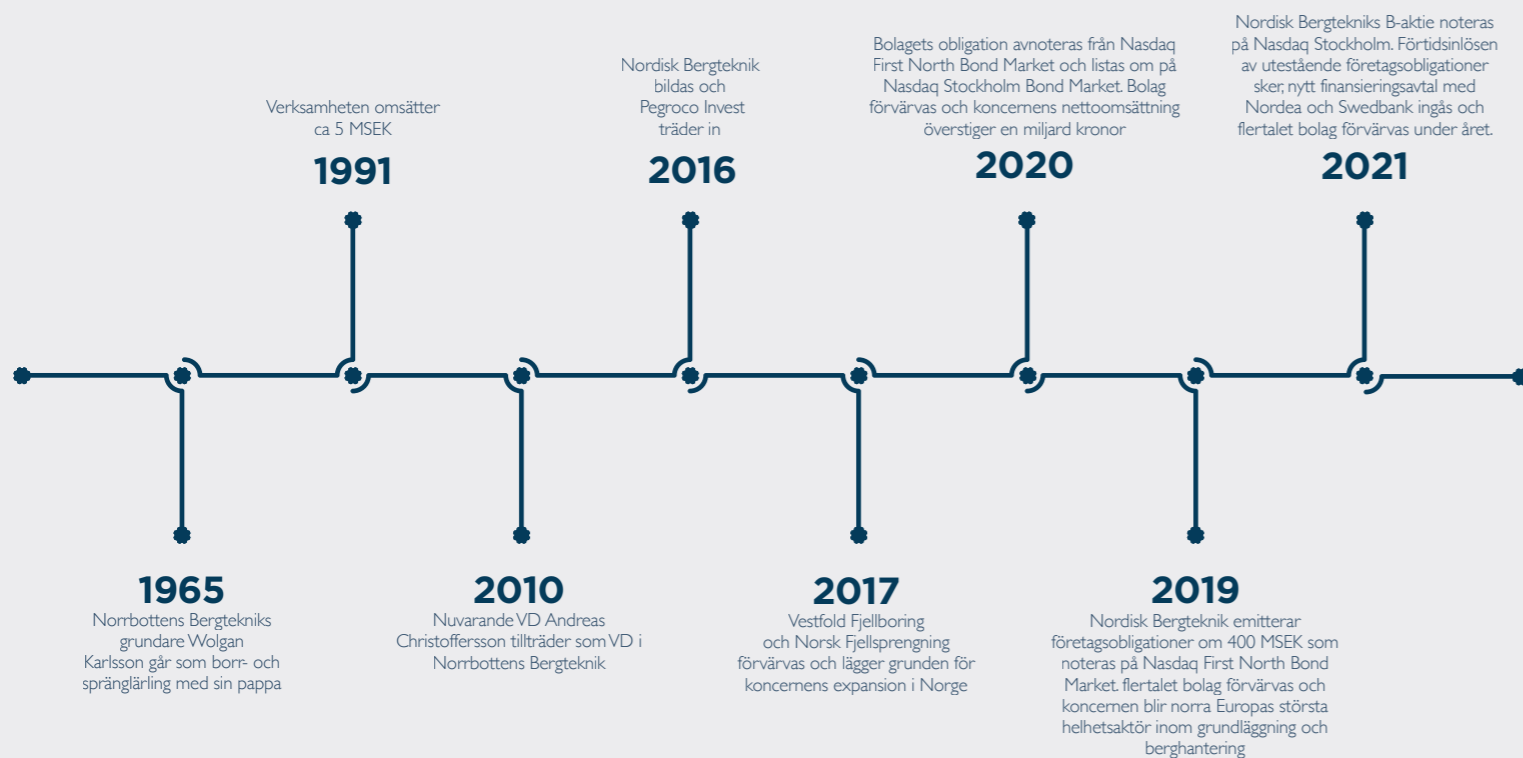 Verksamheten omsätter
ca 5 MSEK
1991
Nordisk Bergteknik
bildas och
Pegroco Invest
träder in
2016
Bolagets obligation avnoteras från Nasdaq
First North Bond Market och listas om på
Nasdaq Stockholm Bond Market. Bolag
förvärvas och koncernens nettoomsättning
överstiger en miljard kronor
2020
Nordisk Bergtekniks B-aktie noteras
på Nasdaq Stockholm. Förtidsinlösen
av utestående företagsobligationer
sker, nytt finansieringsavtal med
Nordea och Swedbank ingås och
flertalet bolag förvärvas under året.
2021
1965
Norrbottens Bergtekniks
grundare Wolgan
Karlsson går som borr- och
spränglärling med sin pappa
2010
Nuvarande VD Andreas
Christoffersson tillträder som VD i
Norrbottens Bergteknik
2017
Vestfold Fjellboring
och Norsk Fjellsprengning
förvärvas och lägger grunden för
koncernens expansion i Norge
2019
Nordisk Bergteknik emitterar
företagsobligationer om 400 MSEK som
noteras på Nasdaq First North Bond
Market. flertalet bolag förvärvas och
koncernen blir norra Europas största
helhetsaktör inom grundläggning och
berghantering